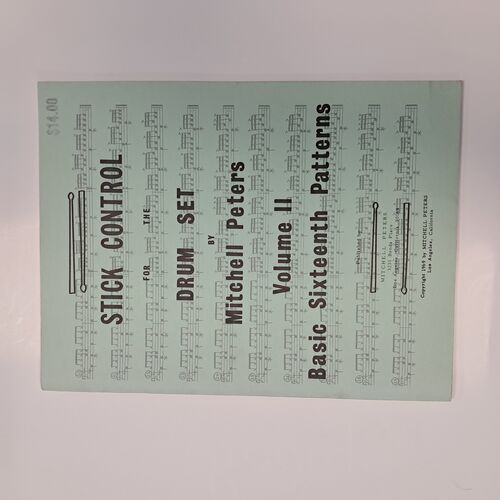 $14.00
STICK CONTROL
FOR THE
DRUM SET
BY
Mitchell Peters
Volume II
Basic Sixteenth Patterns
Published by
MITCHELL PETERS
Copyright 1969 by MITCHELL PETERS
Los Angeles, California